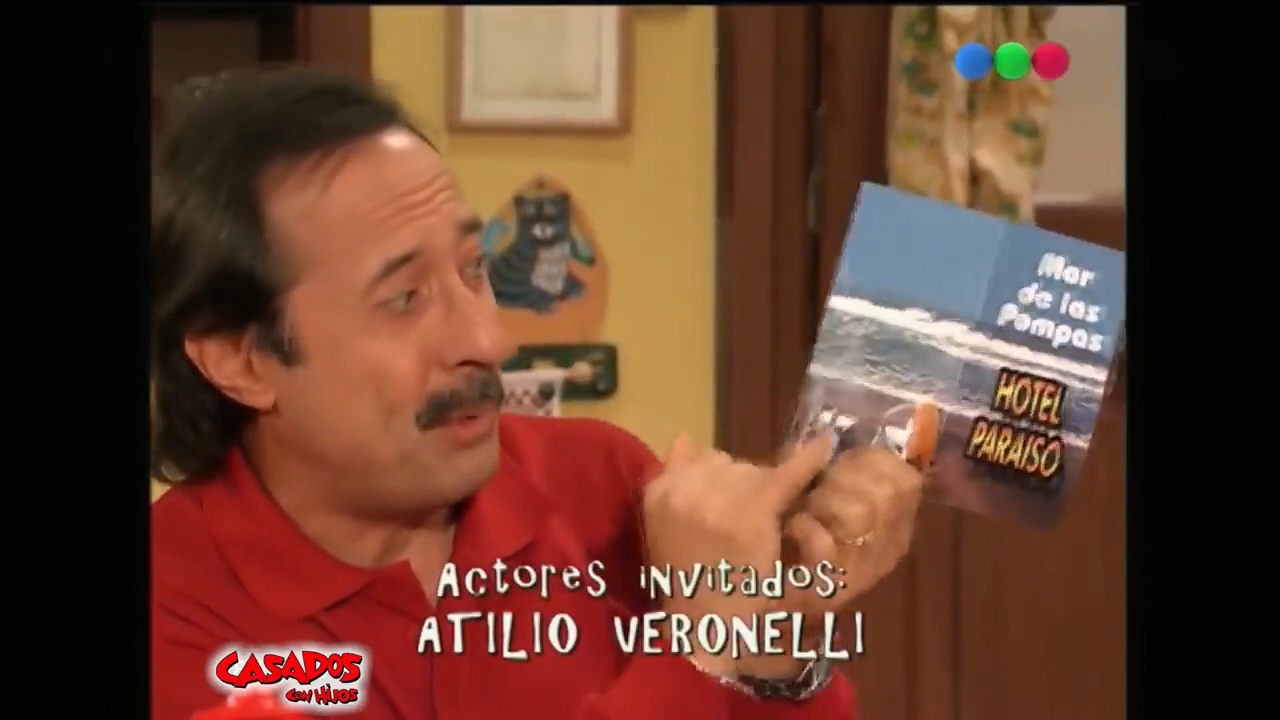 Mar
de las
Pampas
HOTEL
PARAISO
Actores invitados:
ATILIO VERONELLI
CASADOS
CON HIJOS